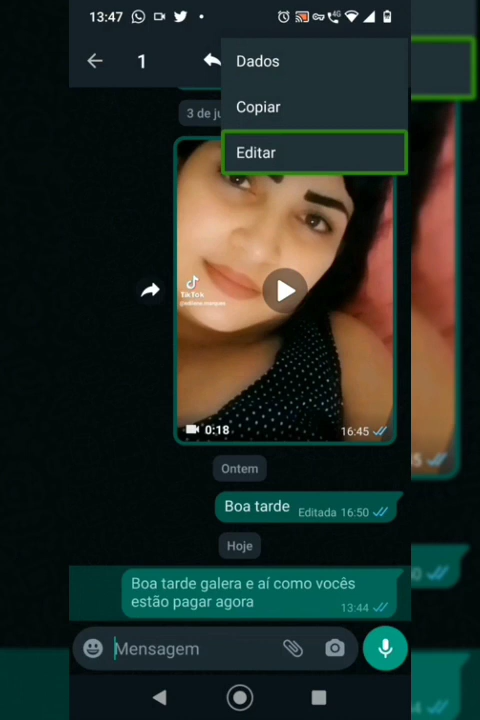 13:47
4G
1
Dados
Copiar
Editar
3 de ju
TikTok
0:18
16:45
Ontem
Boa tarde Editada 16:50
Hoje
Boa tarde galera e aí como vocês
estão pagar agora
13:44
Mensagem